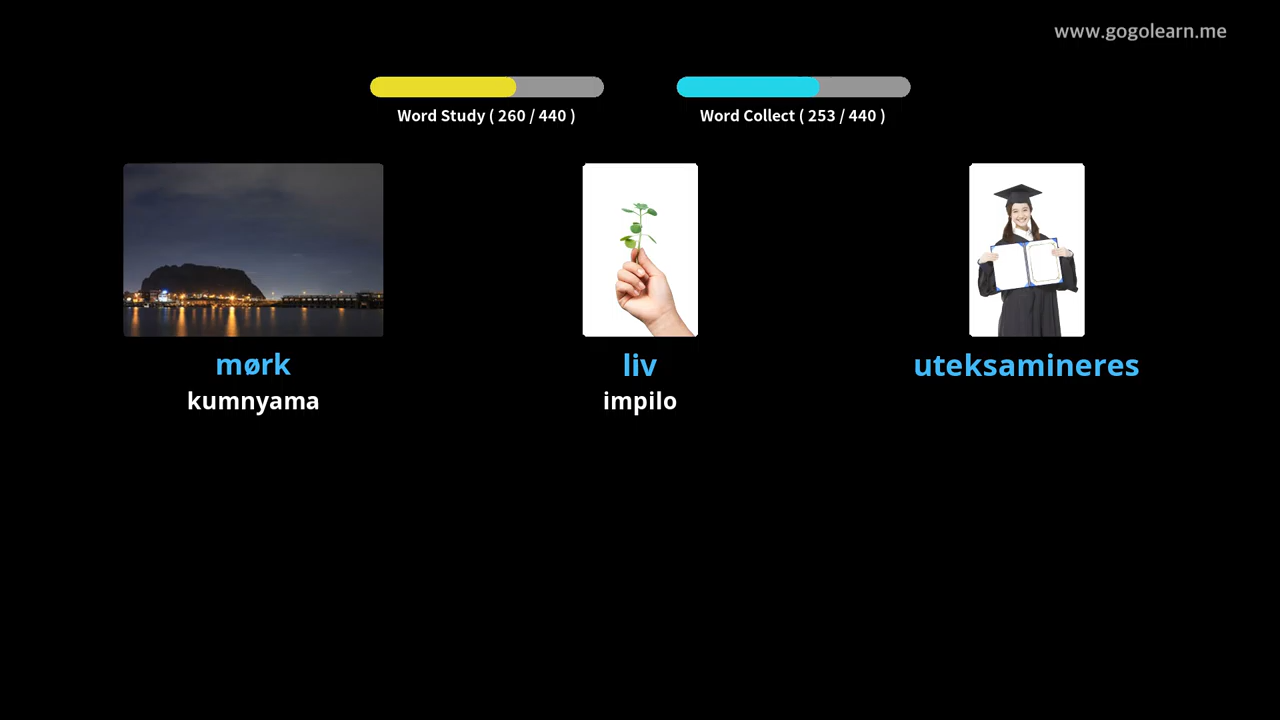 www.gogolearn.me
Word Study ( 260 / 440 )
Word Collect ( 253 / 440 )
mørk
liv
uteksamineres
kumnyama
impilo